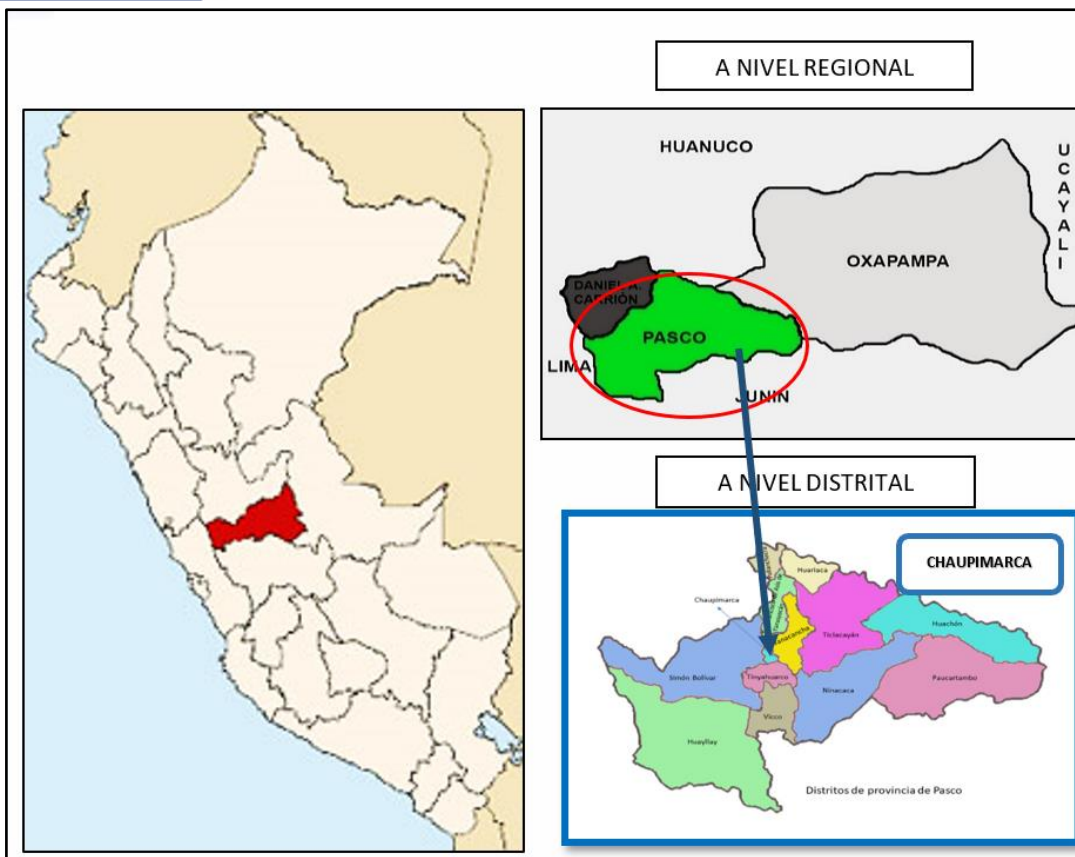 A NIVEL REGIONAL
HUANUCO
UCAYALI
OXAPAMPA
DANIEL A.
CARRIÓN
PASCO
LIMA
JUNIN
A NIVEL DISTRITAL
CHAUPIMARCA
Huariaca
Chaupimarca
Yanacancha
Ticlacayán
Huachón
Simón Bolívar
Tinyahuarco
Ninacaca
Paucartambo
Vicco
Huayllay
Distritos de provincia de Pasco